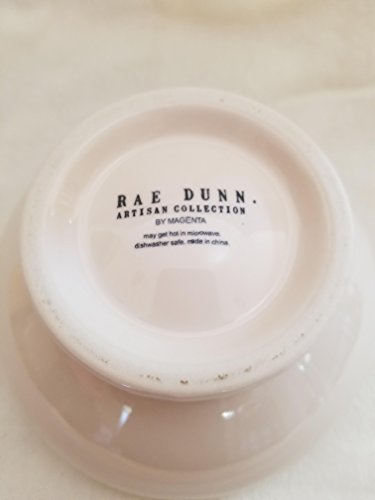 RAE DUNN.
ARTISAN COLLECTION
BY MAGENTA
may get hot in microwave.
dishwasher safe. made in china.